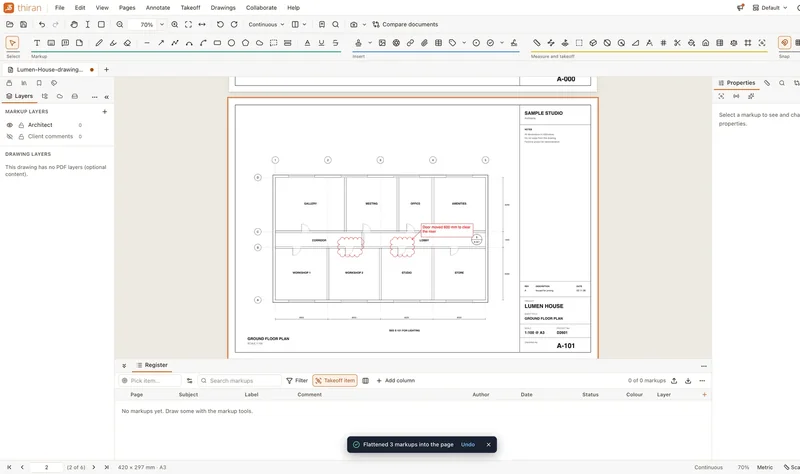 thiran
File Edit View Pages Annotate Takeoff Drawings Collaborate Help
Default
70% Continuous Compare documents
Select Markup Insert Measure and takeoff Snap
Lumen-House-drawing...
Layers
MARKUP LAYERS
Architect 0
Client comments 0
DRAWING LAYERS
This drawing has no PDF layers (optional
content).
A-000
SAMPLE STUDIO
NOTES
GALLERY MEETING OFFICE AMENITIES
Door moved 600 mm to clear
the riser
CORRIDOR LOBBY
WORKSHOP 1 WORKSHOP 2 STUDIO STORE
GROUND FLOOR PLAN
LUMEN HOUSE
GROUND FLOOR PLAN
1:100 @ A3
A-101
Properties
Select a markup to see and cha
properties.
Register
Pick item... Search markups Filter Takeoff item Add column 0 of 0 markups
Page Subject Label Comment Author Date Status Colour Layer
No markups yet. Draw some with the markup tools.
Flattened 3 markups into the page Undo
2 (2 of 6) 420 × 297 mm · A3 Continuous 70% Metric Sca